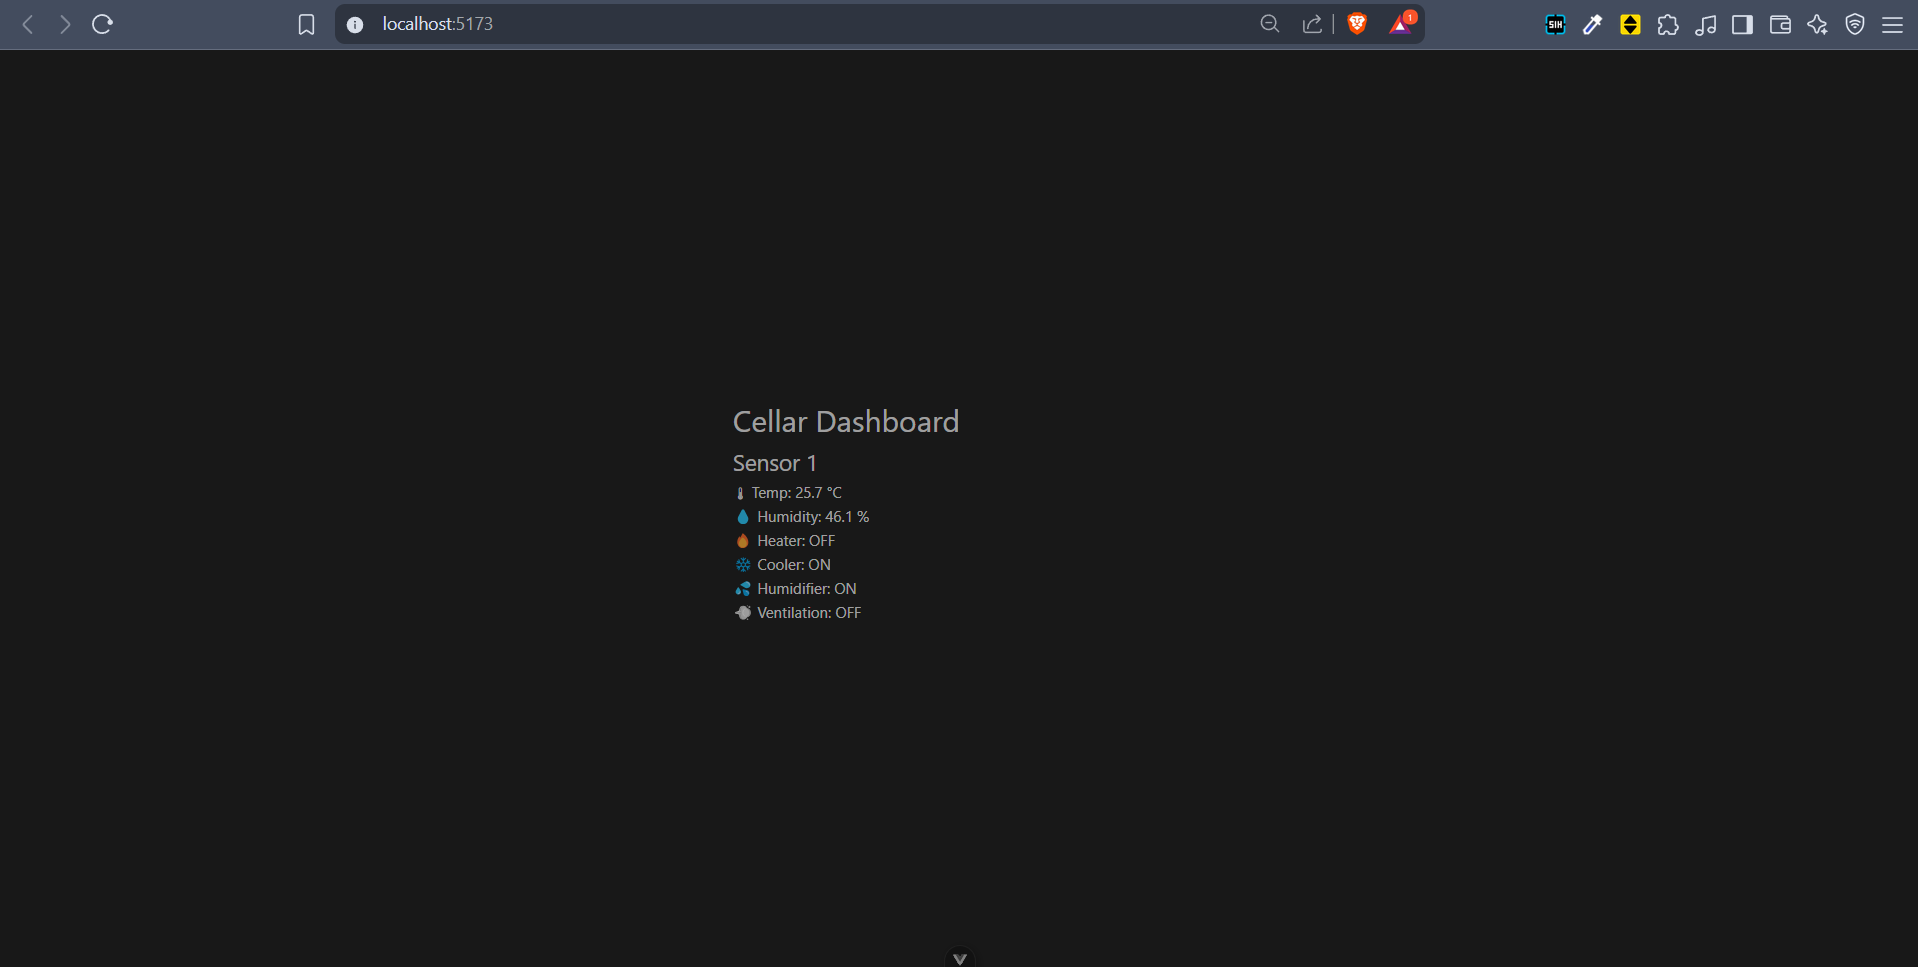 localhost:5173
1
SIH
Cellar Dashboard
Sensor 1
Temp: 25.7 °C
Humidity: 46.1 %
Heater: OFF
Cooler: ON
Humidifier: ON
Ventilation: OFF